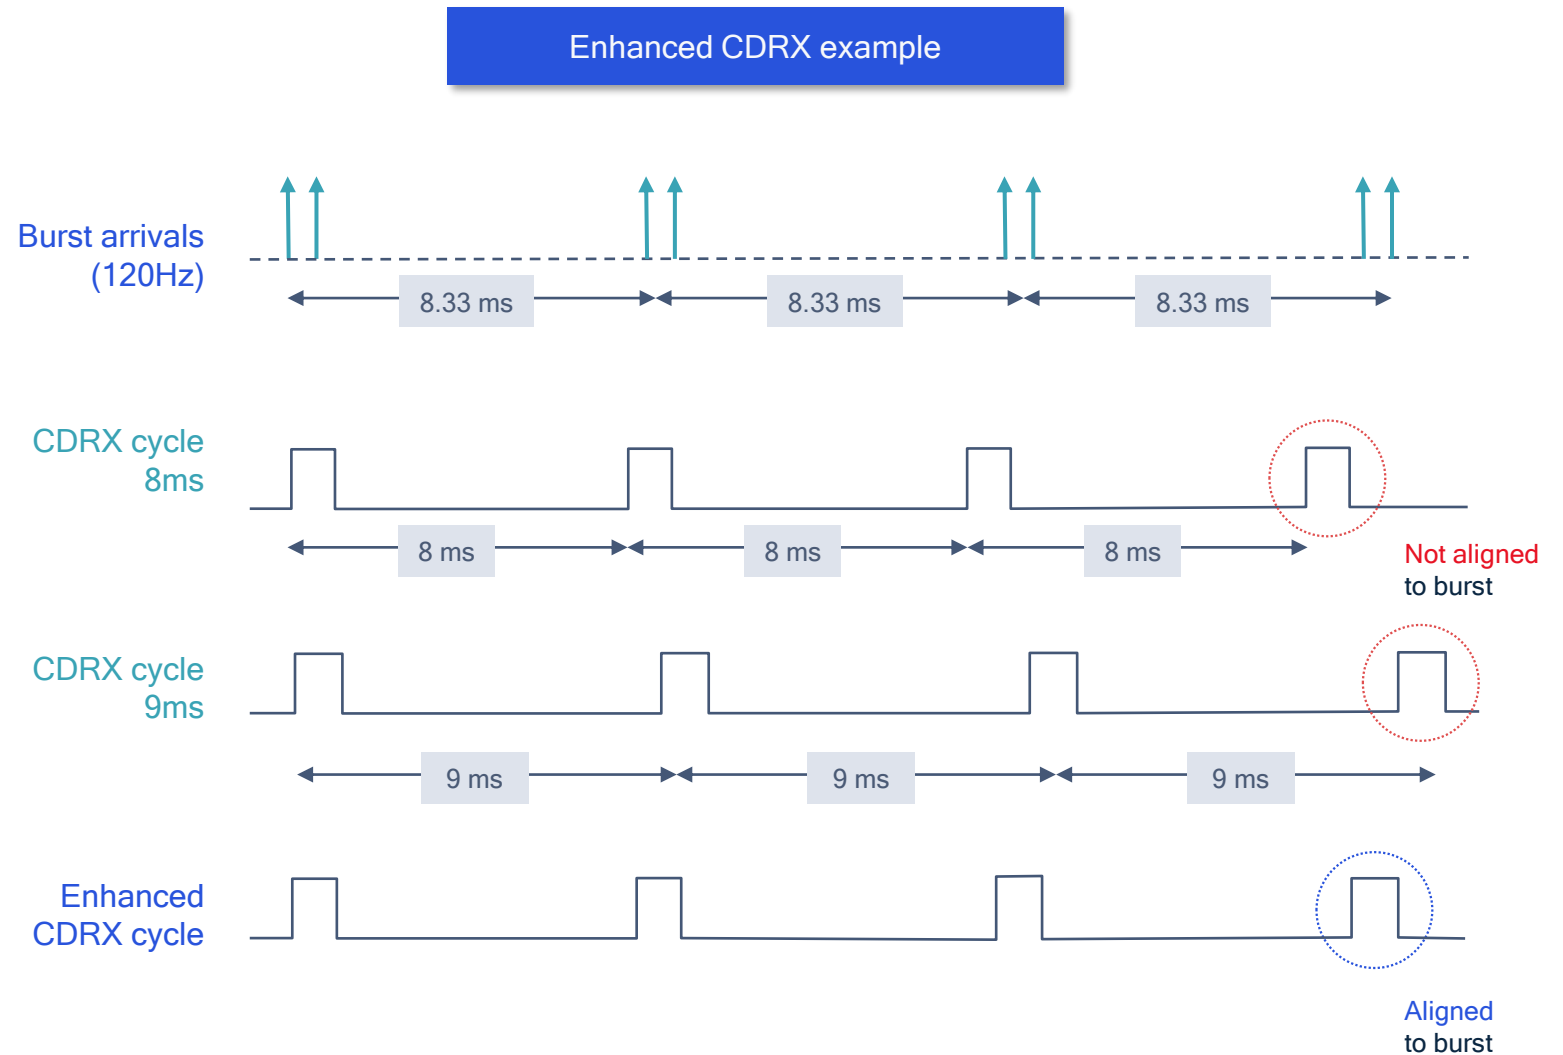 Enhanced CDRX example
Burst arrivals
(120Hz)
8.33 ms
8.33 ms
8.33 ms
CDRX cycle
8ms
8 ms
8 ms
8 ms
Not aligned
to burst
CDRX cycle
9ms
9 ms
9 ms
9 ms
Enhanced
CDRX cycle
Aligned
to burst